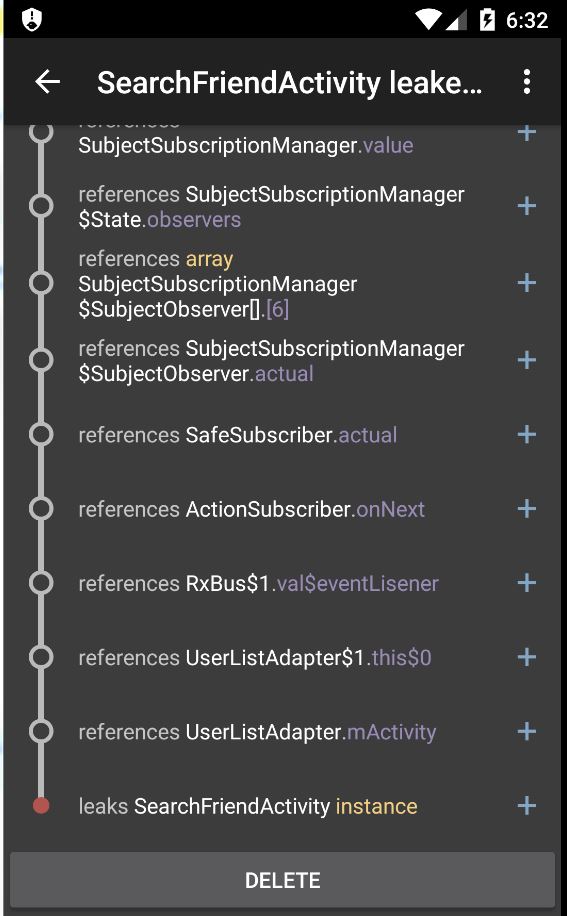 6:32
SearchFriendActivity leake...
references
SubjectSubscriptionManager.value
references SubjectSubscriptionManager
$State.observers
references array
SubjectSubscriptionManager
$SubjectObserver[].[6]
references SubjectSubscriptionManager
$SubjectObserver.actual
references SafeSubscriber.actual
references ActionSubscriber.onNext
references RxBus$1.val$eventLisener
references UserListAdapter$1.this$0
references UserListAdapter.mActivity
leaks SearchFriendActivity instance
DELETE